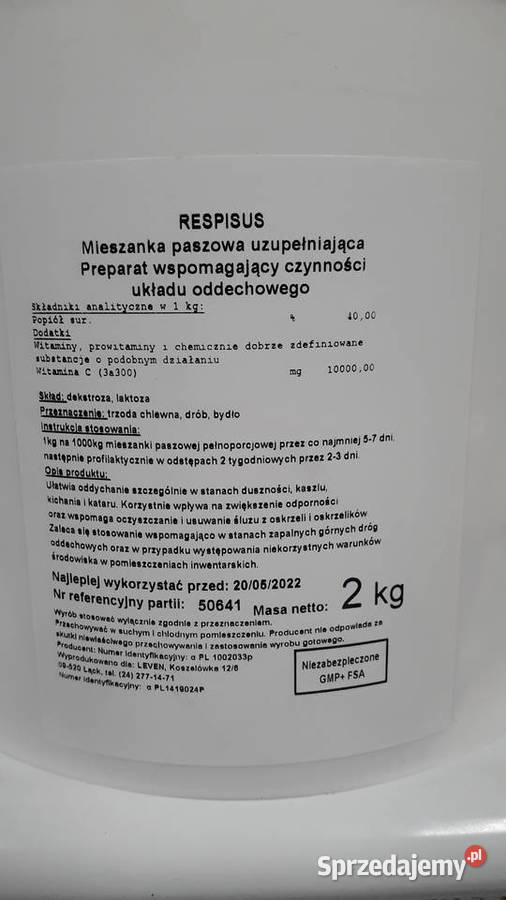 RESPISUS
Mieszanka paszowa uzupełniająca
Preparat wspomagający czynności
układu oddechowego
Składniki analityczne w 1 kg:
Popiół sur. % 40,00
Dodatki
Witaminy, prowitaminy i chemicznie dobrze zdefiniowane
substancje o podobnym działaniu
Witamina C (3a300) mg 10000,00
Skład: dekstroza, laktoza
Przeznaczenie: trzoda chlewna, drób, bydło
Instrukcja stosowania:
1kg na 1000kg mieszanki paszowej pełnoporcjowej przez co najmniej 5-7 dni.
następnie profilaktycznie w odstępach 2 tygodniowych przez 2-3 dni.
Opis produktu:
Ułatwia oddychanie szczególnie w stanach duszności, kaszlu,
kichania i kataru. Korzystnie wpływa na zwiększenie odporności
oraz wspomaga oczyszczanie i usuwanie śluzu z oskrzeli i oskrzelików
Zaleca się stosowanie wspomagająco w stanach zapalnych górnych dróg
oddechowych oraz w przypadku występowania niekorzystnych warunków
środowiska w pomieszczeniach inwentarskich.
Najlepiej wykorzystać przed: 20/05/2022
Nr referencyjny partii: 50641 Masa netto: 2 kg
Wyrób stosować wyłącznie zgodnie z przeznaczeniem.
Przechowywać w suchym i chłodnym pomieszczeniu. Producent nie odpowiada za
skutki niewłaściwego przechowywania i zastosowania wyrobu gotowego.
Producent: Numer identyfikacyjny: α PL 1002033p
Wyprodukowano dla: LEVEN, Koszelówka 12/6
09-520 Łąck, tel. (24) 277-14-71
Numer identyfikacyjny: α PL1419024P
Niezabezpieczone
GMP+ FSA
Sprzedajemy.pl